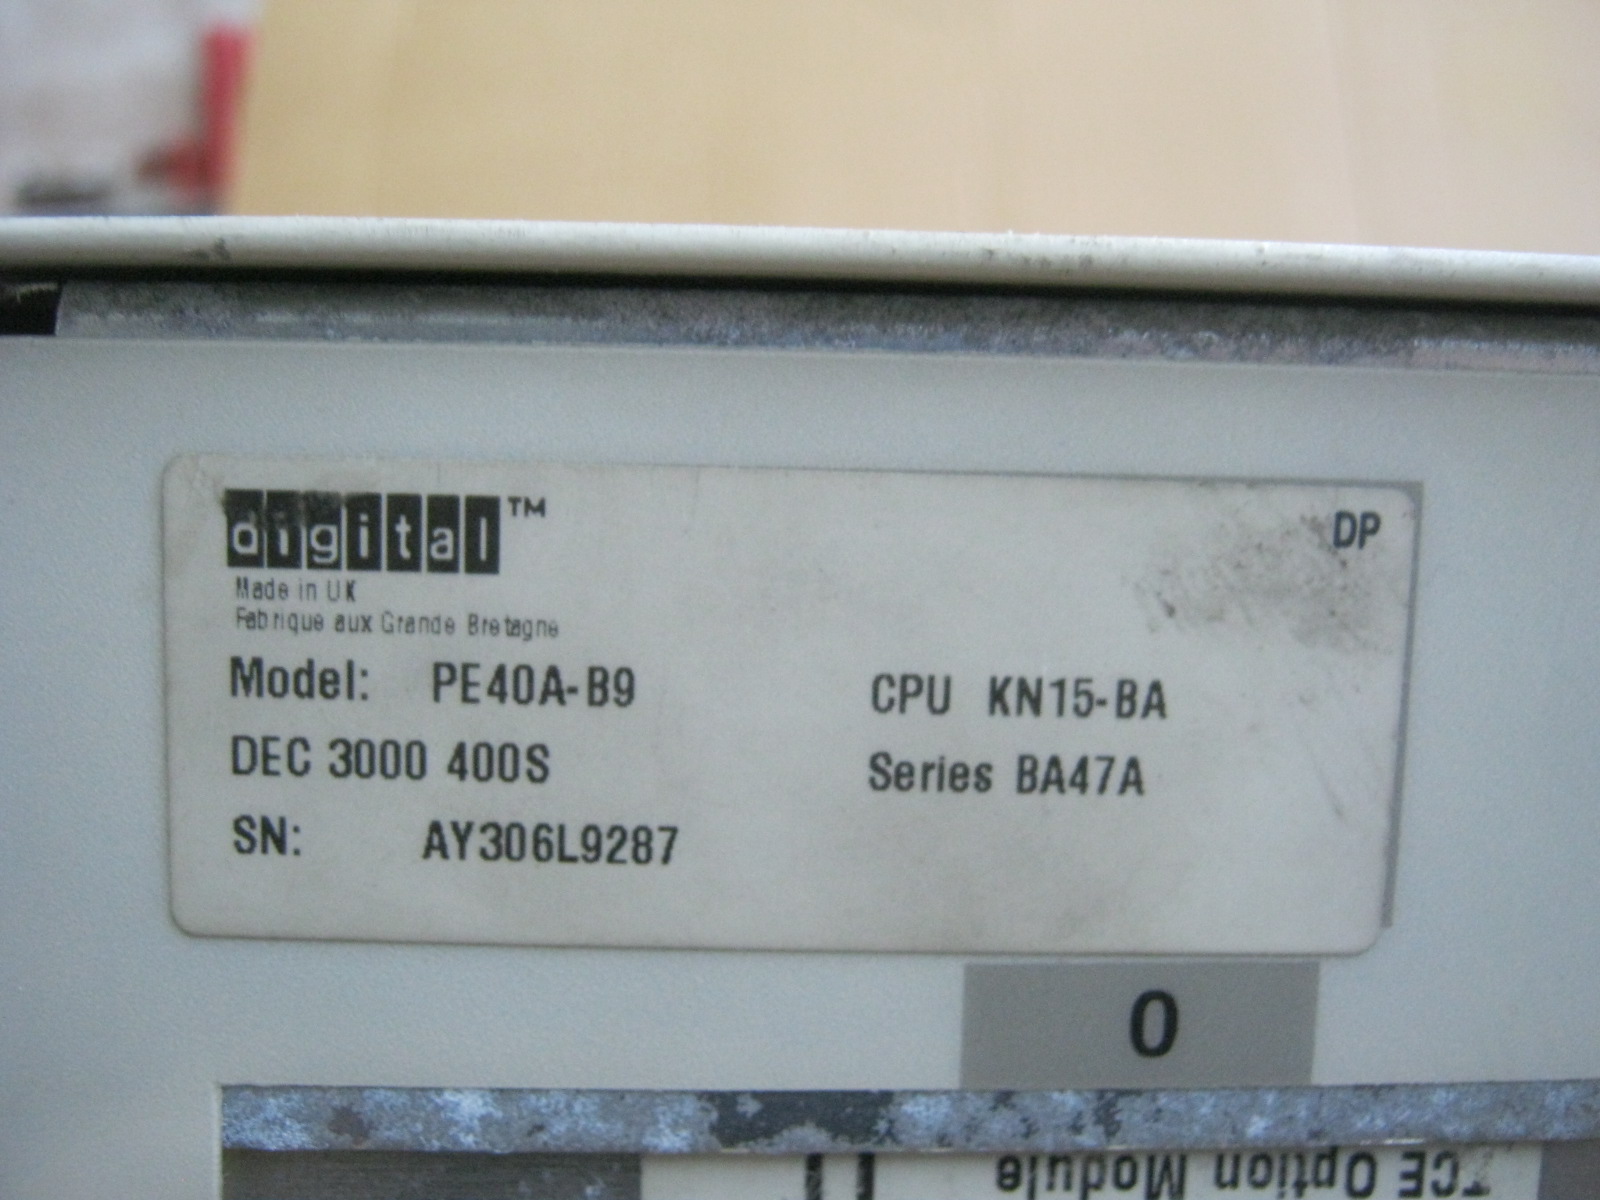 digital™
DP
Made in UK
Fabrique aux Grande Bretagne
Model: PE40A-B9 CPU KN15-BA
DEC 3000 400S Series BA47A
SN: AY306L9287
0
TCE Option Module